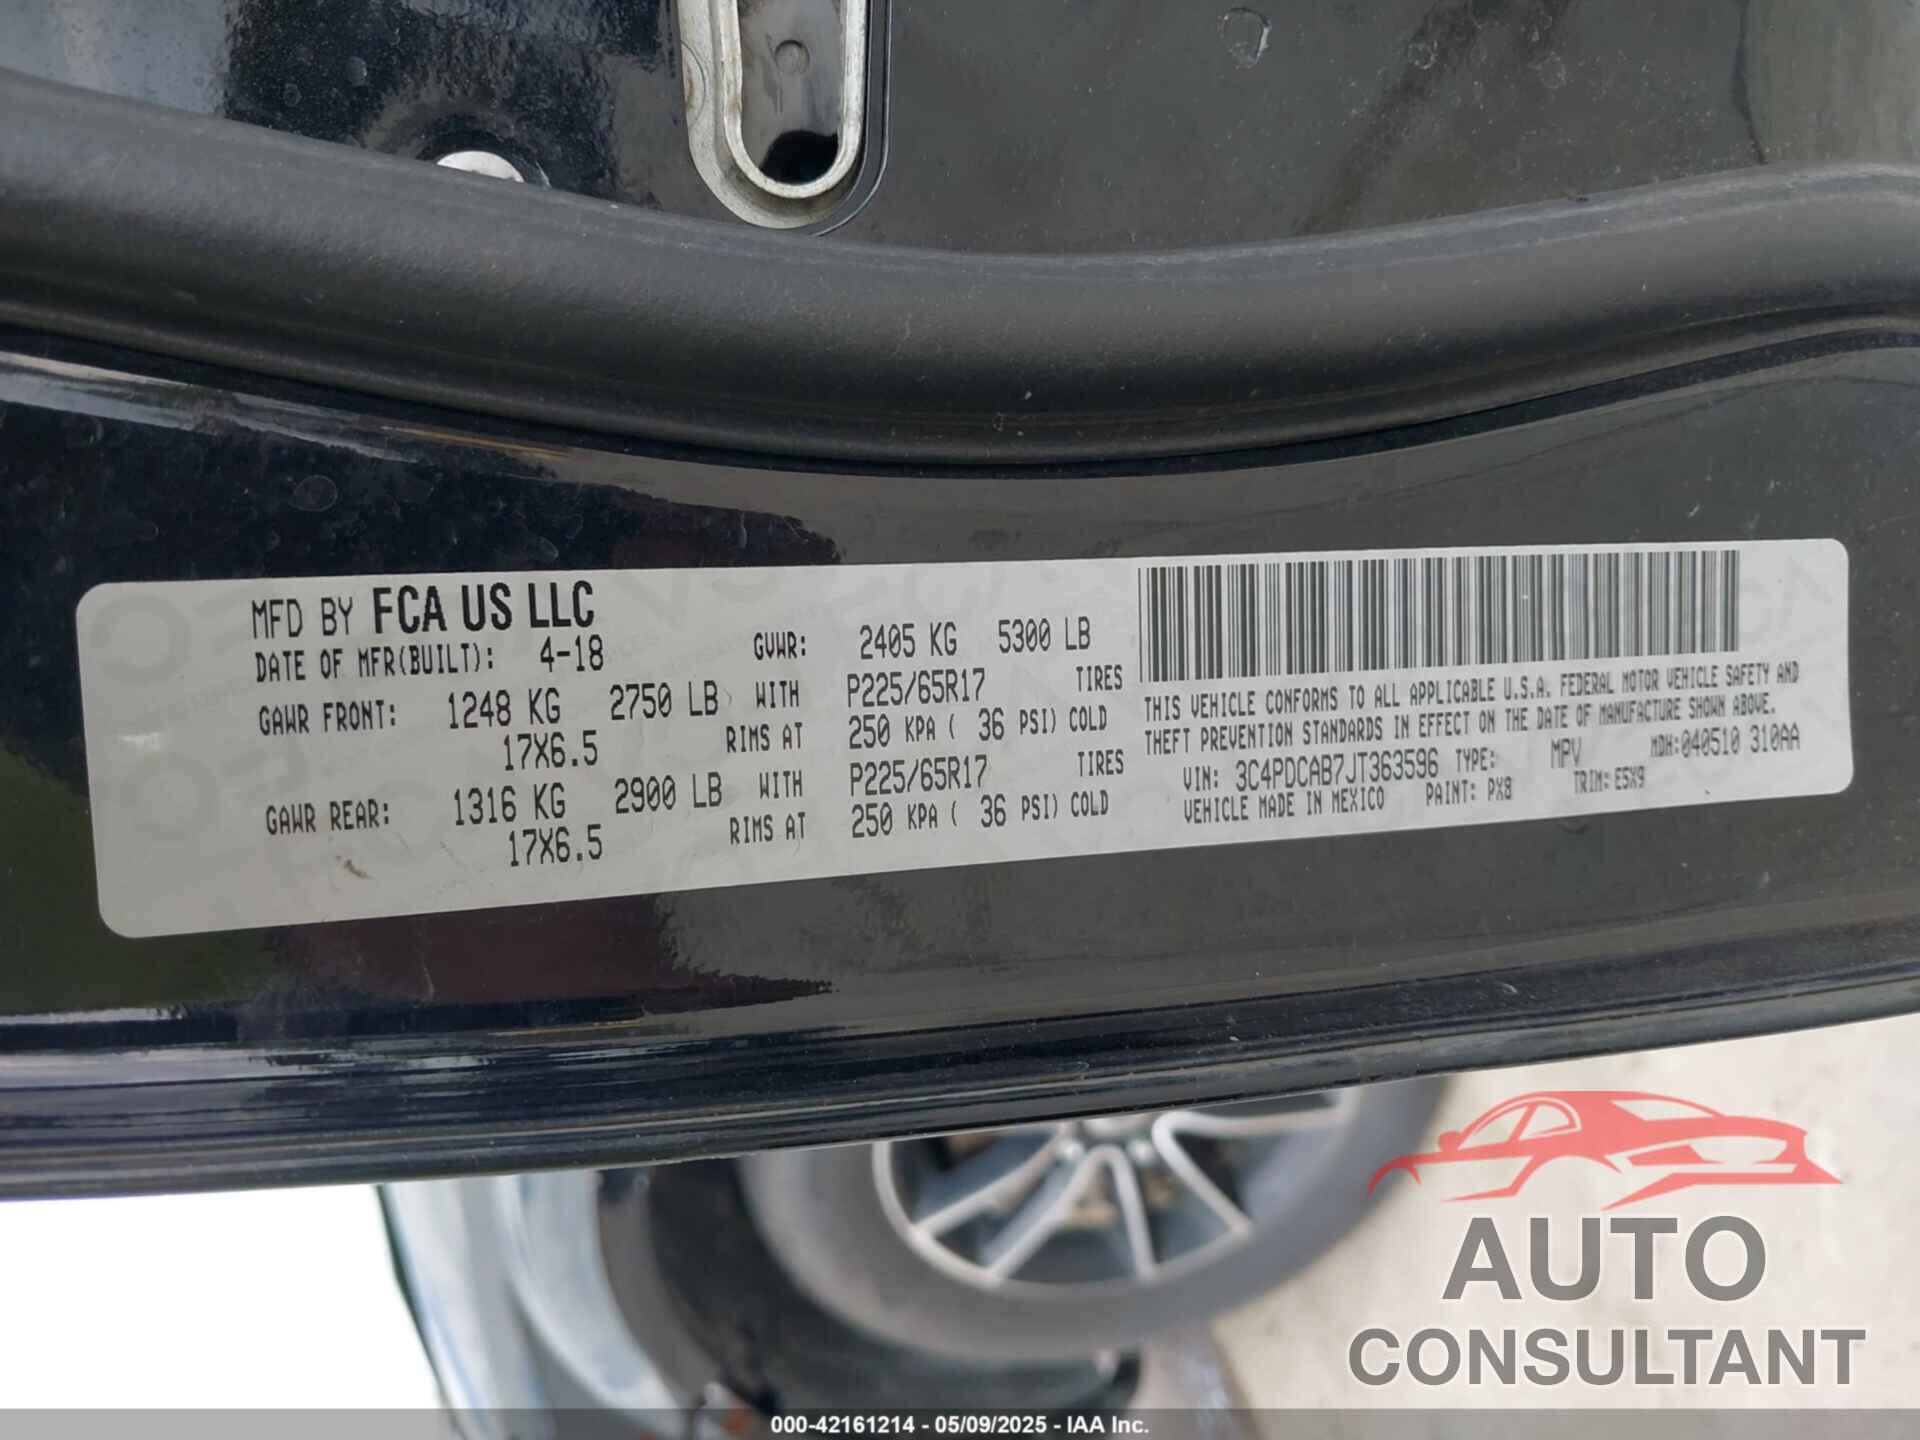 MFD BY FCA US LLC
DATE OF MFR(BUILT): 4-18 GVWR: 2405 KG 5300 LB
GAWR FRONT: 1248 KG 2750 LB WITH P225/65R17 TIRES
17X6.5 RIMS AT 250 KPA ( 36 PSI) COLD
GAWR REAR: 1316 KG 2900 LB WITH P225/65R17 TIRES
17X6.5 RIMS AT 250 KPA ( 36 PSI) COLD
THIS VEHICLE CONFORMS TO ALL APPLICABLE U.S.A. FEDERAL MOTOR VEHICLE SAFETY AND
THEFT PREVENTION STANDARDS IN EFFECT ON THE DATE OF MANUFACTURE SHOWN ABOVE.
VIN: 3C4PDCAB7JT363596 TYPE: MPV MDH:040510 310AA
VEHICLE MADE IN MEXICO PAINT: PX8 TRIM: E5X9
AUTO
CONSULTANT
000-42161214 - 05/09/2025 - IAA Inc.